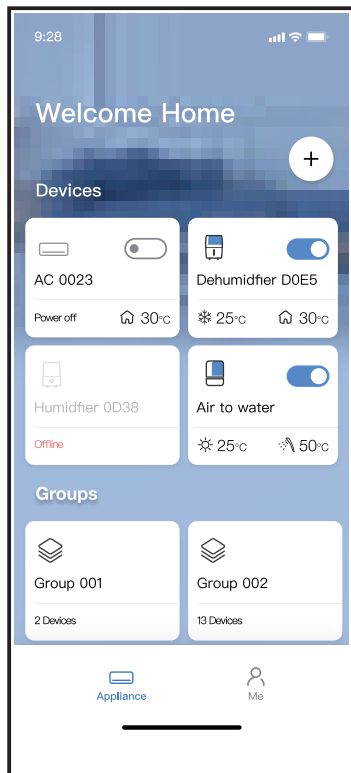 9:28
Welcome Home
+
Devices
AC 0023
Power off 30°C
Dehumidfier D0E5
25°C 30°C
Humidfier 0D38
Offline
Air to water
25°C 50°C
Groups
Group 001
2 Devices
Group 002
13 Devices
Appliance
Me